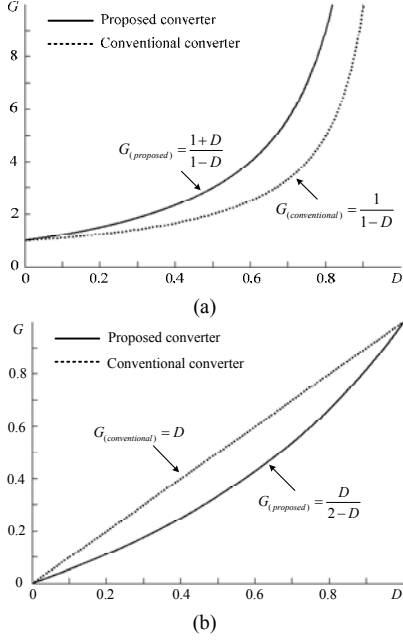 G
Proposed converter
Conventional converter
8
6
4
2
0
G(proposed) = 1+D / 1−D
G(conventional) = 1 / 1−D
0 0.2 0.4 0.6 0.8 1 D
(a)
G
Proposed converter
Conventional converter
0.8
0.6
0.4
0.2
0
G(conventional) = D
G(proposed) = D / 2−D
0 0.2 0.4 0.6 0.8 D
(b)